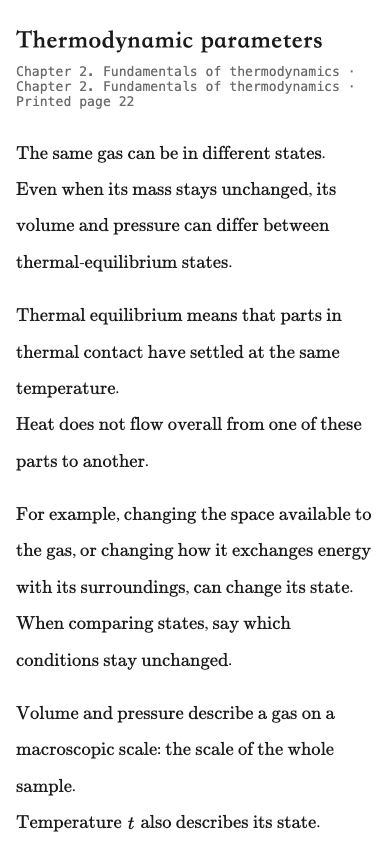 Thermodynamic parameters
Chapter 2. Fundamentals of thermodynamics ·
Chapter 2. Fundamentals of thermodynamics ·
Printed page 22
The same gas can be in different states.
Even when its mass stays unchanged, its
volume and pressure can differ between
thermal-equilibrium states.
Thermal equilibrium means that parts in
thermal contact have settled at the same
temperature.
Heat does not flow overall from one of these
parts to another.
For example, changing the space available to
the gas, or changing how it exchanges energy
with its surroundings, can change its state.
When comparing states, say which
conditions stay unchanged.
Volume and pressure describe a gas on a
macroscopic scale: the scale of the whole
sample.
Temperature t also describes its state.